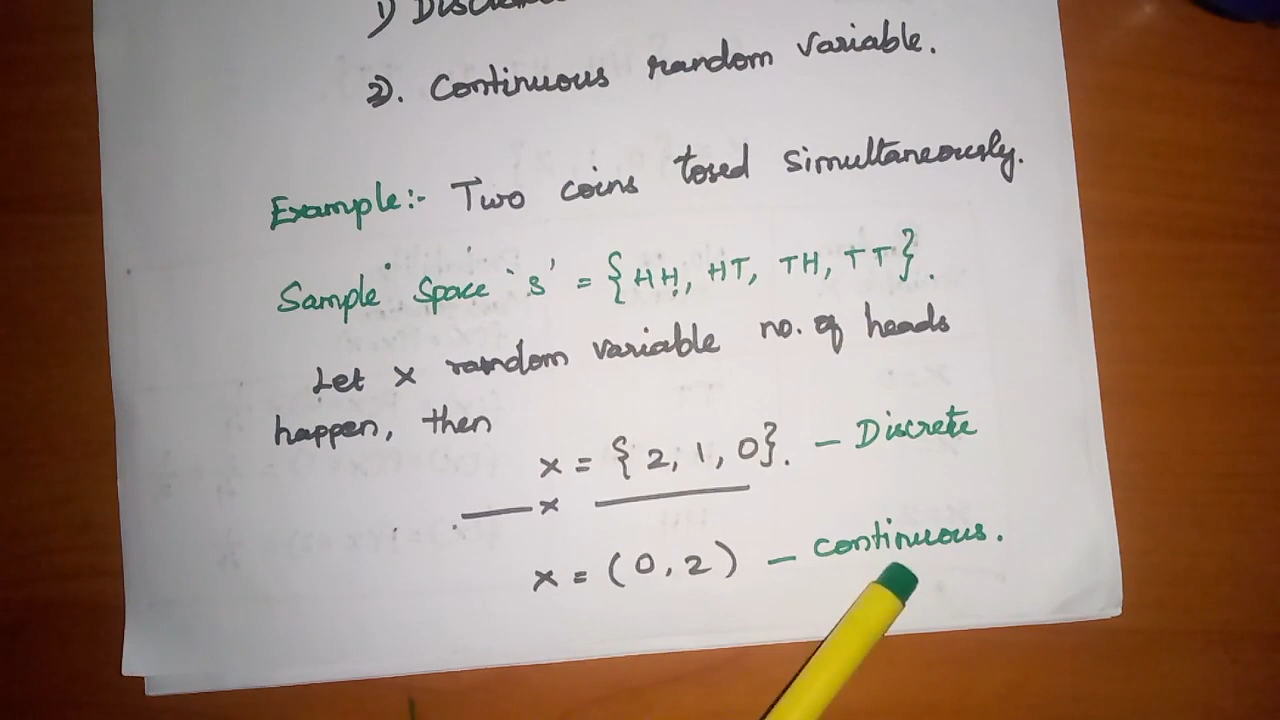 1)
2). Continuous random variable.
Example:- Two coins tosed simultaneously.
Sample Space 's' = {HH, HT, TH, TT}.
Let x random variable no. of heads
happen, then
x = {2, 1, 0}. - Discrete
x
x = (0, 2) - continuous.